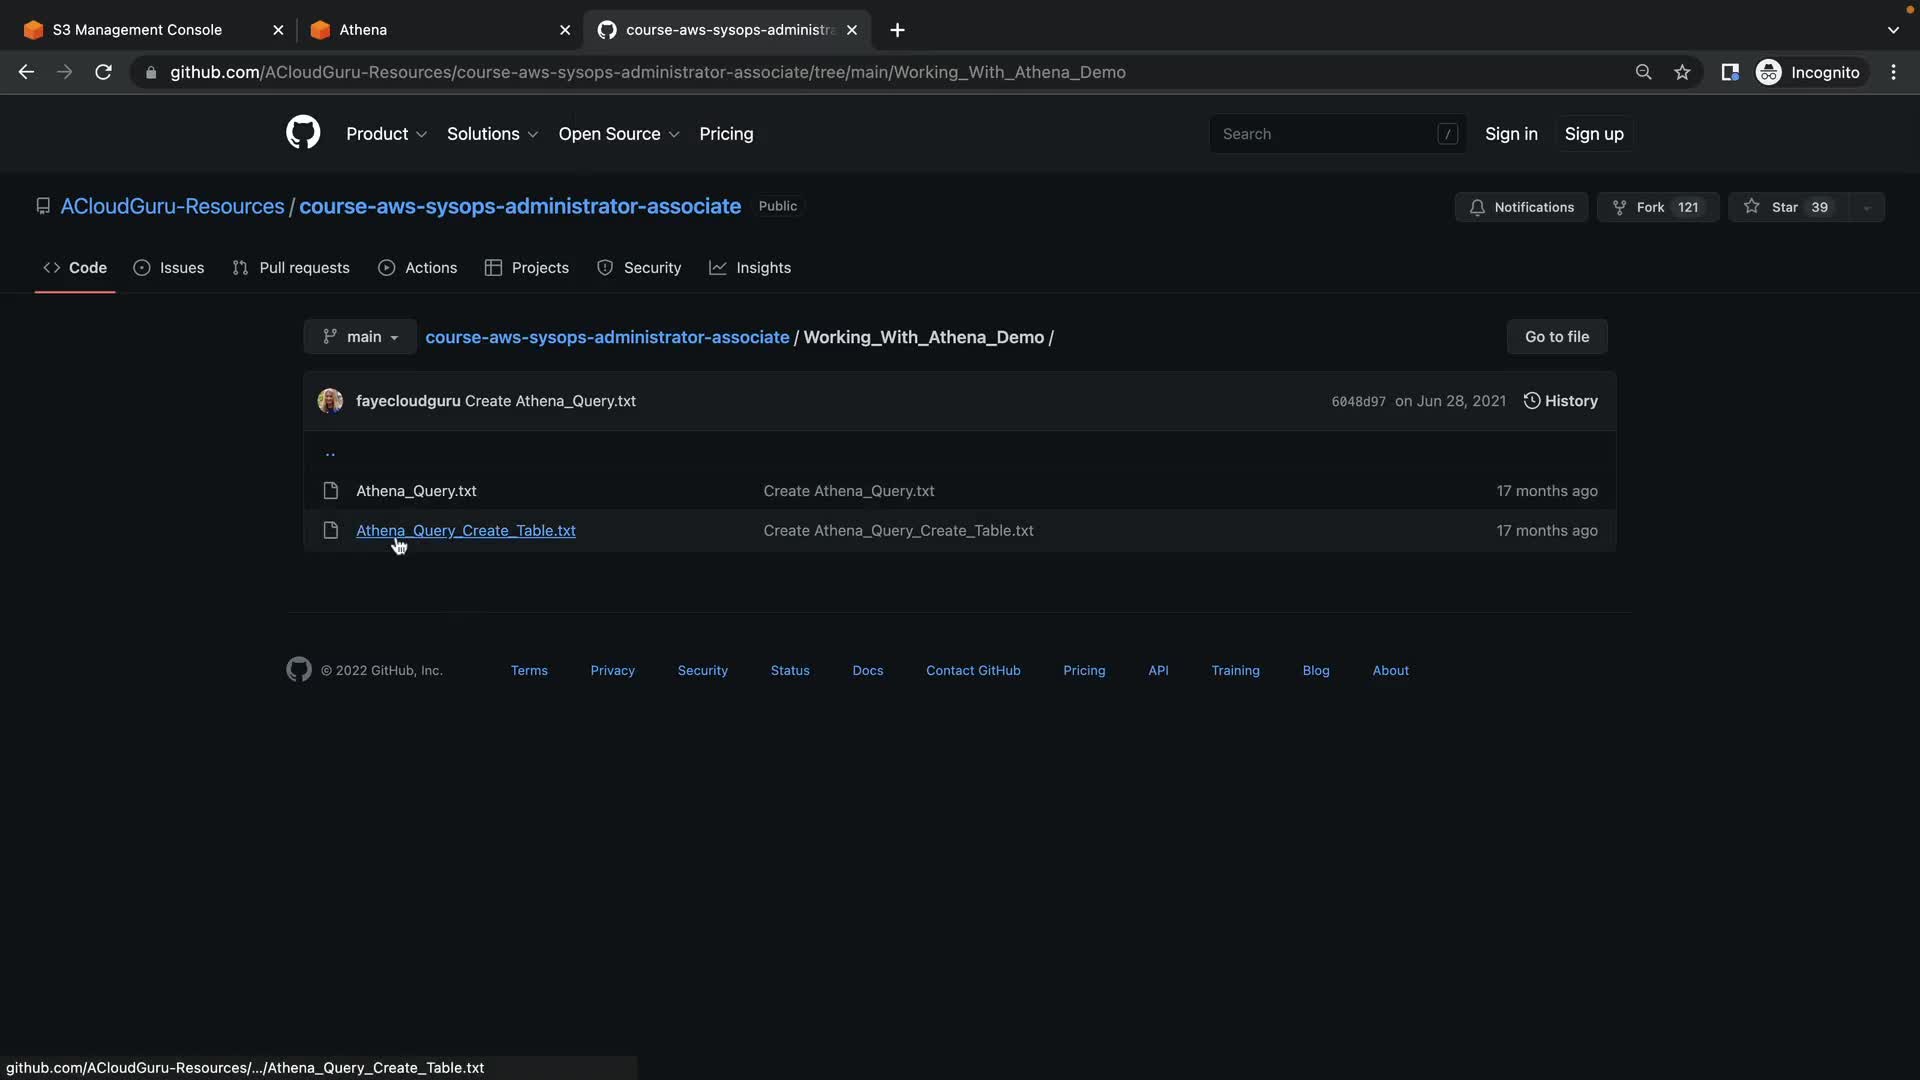 S3 Management Console
Athena
course-aws-sysops-administra
github.com/ACloudGuru-Resources/course-aws-sysops-administrator-associate/tree/main/Working_With_Athena_Demo
Incognito
Product Solutions Open Source Pricing
Search /
Sign in Sign up
ACloudGuru-Resources / course-aws-sysops-administrator-associate Public
Notifications Fork 121 Star 39
Code Issues Pull requests Actions Projects Security Insights
main course-aws-sysops-administrator-associate / Working_With_Athena_Demo / Go to file
fayecloudguru Create Athena_Query.txt 6048d97 on Jun 28, 2021 History
..
Athena_Query.txt Create Athena_Query.txt 17 months ago
Athena_Query_Create_Table.txt Create Athena_Query_Create_Table.txt 17 months ago
© 2022 GitHub, Inc. Terms Privacy Security Status Docs Contact GitHub Pricing API Training Blog About
github.com/ACloudGuru-Resources/.../Athena_Query_Create_Table.txt